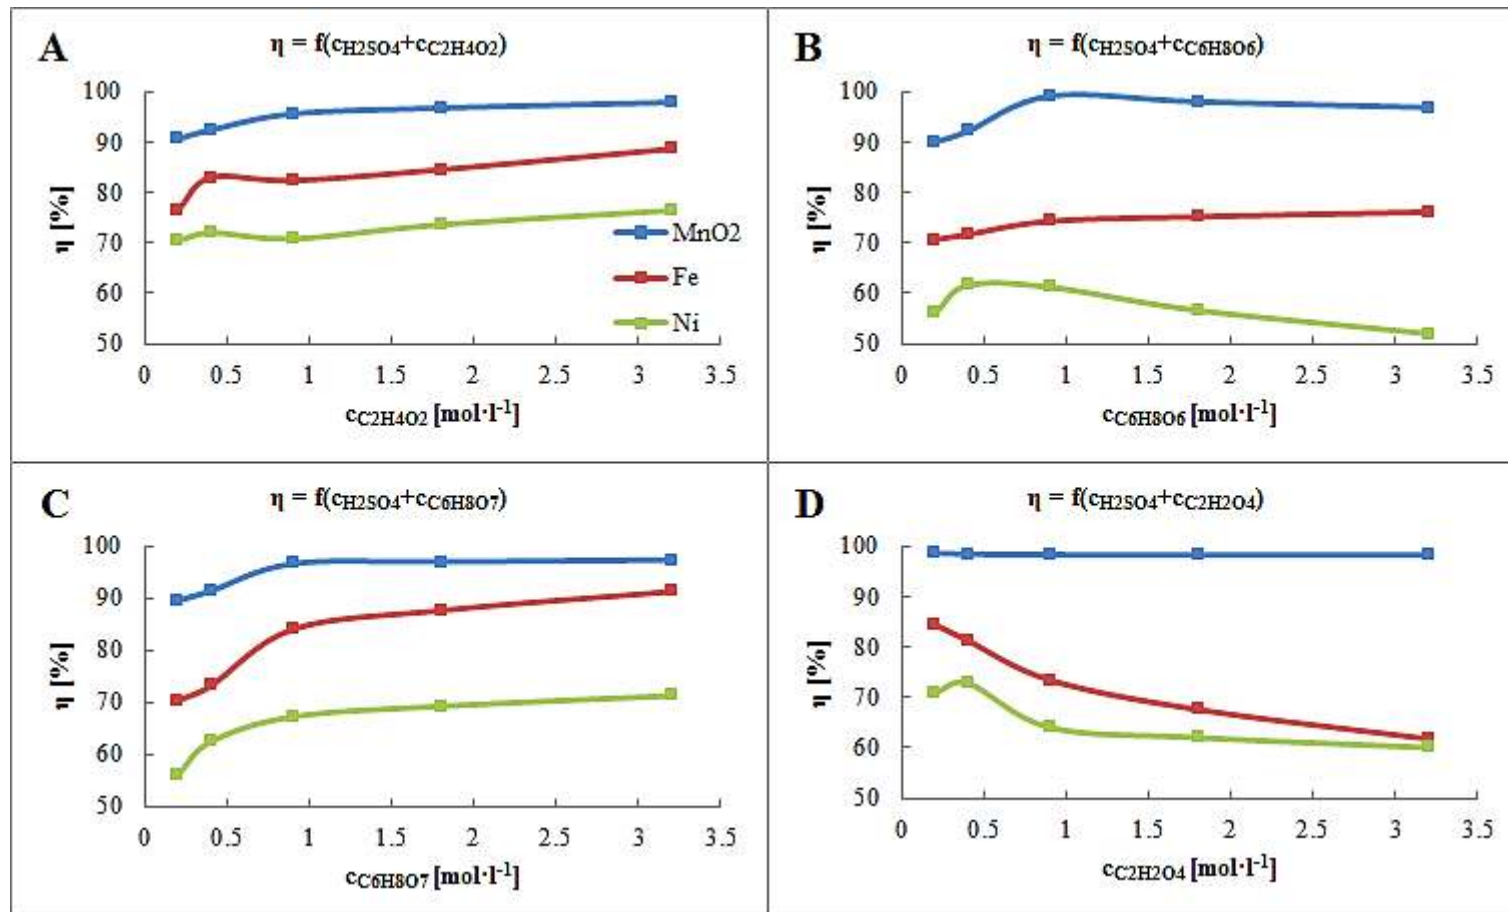 A
η = f(cH2SO4+cC2H4O2)
100
90
80
70
60
50
η [%]
MnO2
Fe
Ni
0 0.5 1 1.5 2 2.5 3 3.5
cC2H4O2 [mol·l-1]
B
η = f(cH2SO4+cC6H8O6)
100
90
80
70
60
50
η [%]
0 0.5 1 1.5 2 2.5 3 3.5
cC6H8O6 [mol·l-1]
C
η = f(cH2SO4+cC6H8O7)
100
90
80
70
60
50
η [%]
0 0.5 1 1.5 2 2.5 3 3.5
cC6H8O7 [mol·l-1]
D
η = f(cH2SO4+cC2H2O4)
100
90
80
70
60
50
η [%]
0 0.5 1 1.5 2 2.5 3 3.5
cC2H2O4 [mol·l-1]